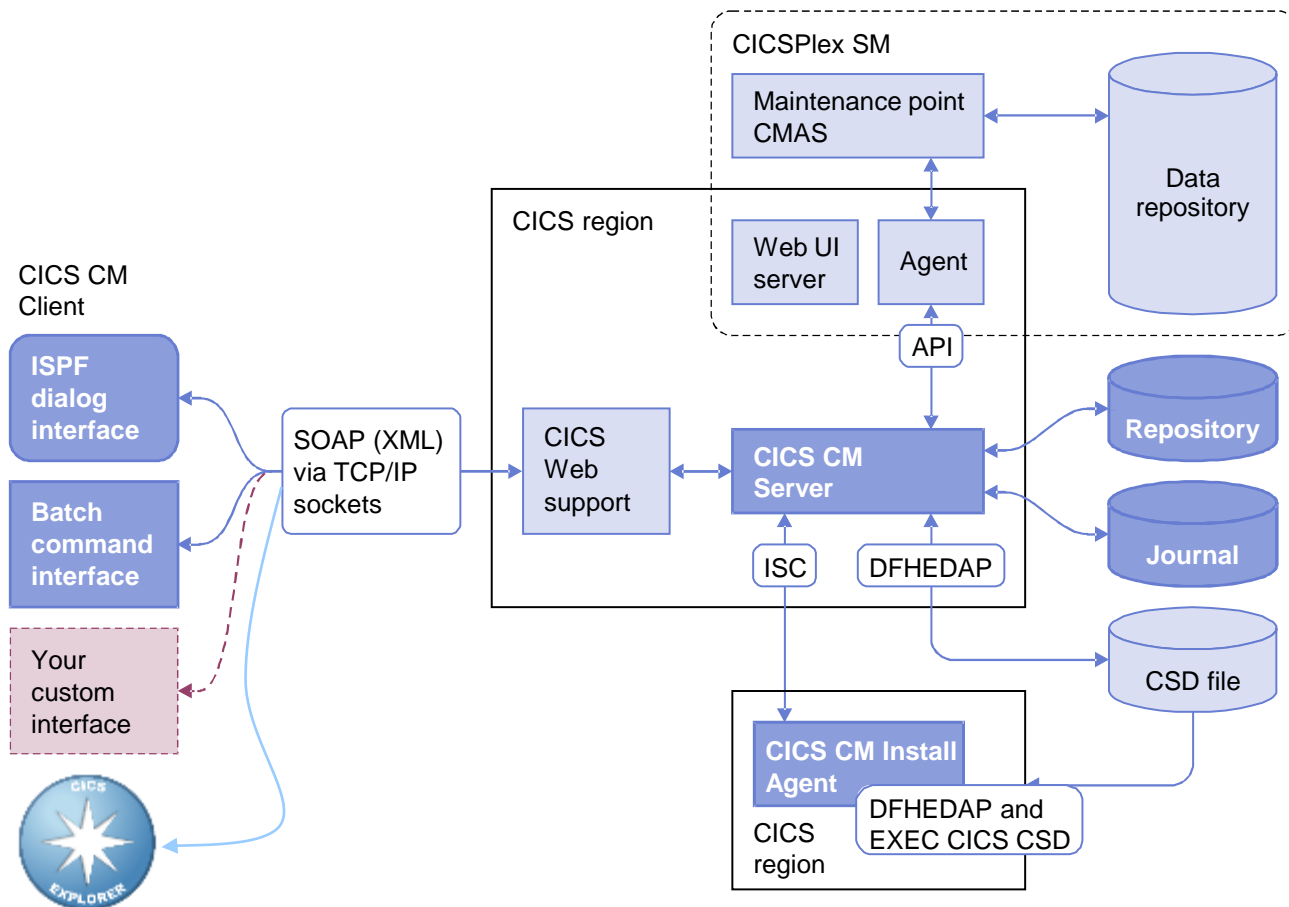 CICSPlex SM
Maintenance point
CMAS
Data
repository
CICS region
Web UI
server
Agent
API
CICS CM
Client
ISPF
dialog
interface
Batch
command
interface
Your
custom
interface
CICS
EXPLORER
SOAP (XML)
via TCP/IP
sockets
CICS
Web
support
CICS CM
Server
Repository
Journal
ISC
DFHEDAP
CSD file
CICS CM Install
Agent
DFHEDAP and
EXEC CICS CSD
CICS
region